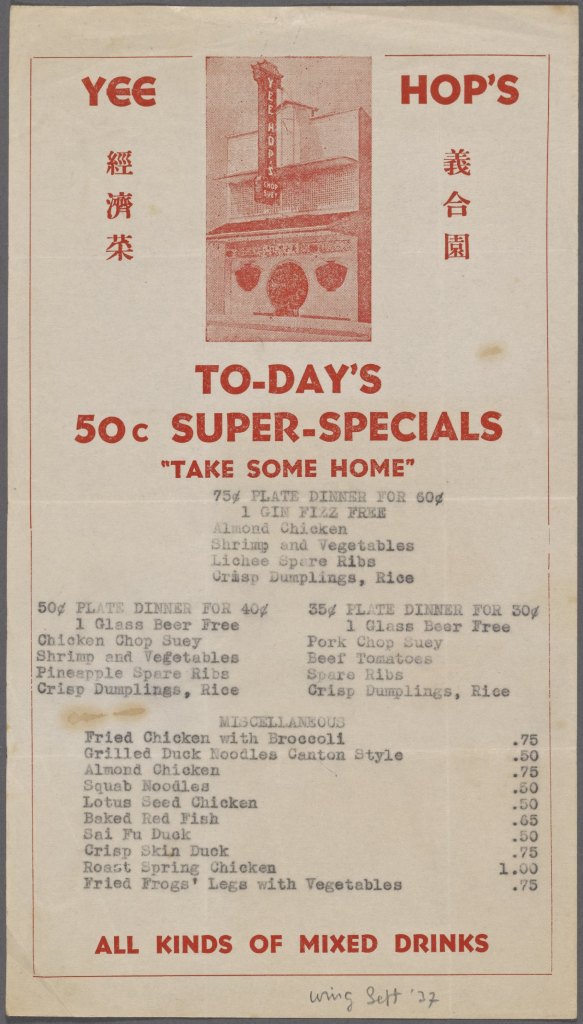 YEE HOP'S
經濟菜
義合園
YEE HOP'S
CHOP SUEY
TO-DAY'S
50c SUPER-SPECIALS
"TAKE SOME HOME"
75¢ PLATE DINNER FOR 60¢
1 GIN FIZZ FREE
Almond Chicken
Shrimp and Vegetables
Lichee Spare Ribs
Crisp Dumplings, Rice
50¢ PLATE DINNER FOR 40¢
1 Glass Beer Free
Chicken Chop Suey
Shrimp and Vegetables
Pineapple Spare Ribs
Crisp Dumplings, Rice
35¢ PLATE DINNER FOR 30¢
1 Glass Beer Free
Pork Chop Suey
Beef Tomatoes
Spare Ribs
Crisp Dumplings, Rice
MISCELLANEOUS
Fried Chicken with Broccoli .75
Grilled Duck Noodles Canton Style .50
Almond Chicken .75
Squab Noodles .50
Lotus Seed Chicken .50
Baked Red Fish .65
Sai Fu Duck .50
Crisp Skin Duck .75
Roast Spring Chicken 1.00
Fried Frogs' Legs with Vegetables .75
ALL KINDS OF MIXED DRINKS
Wing Sept '37